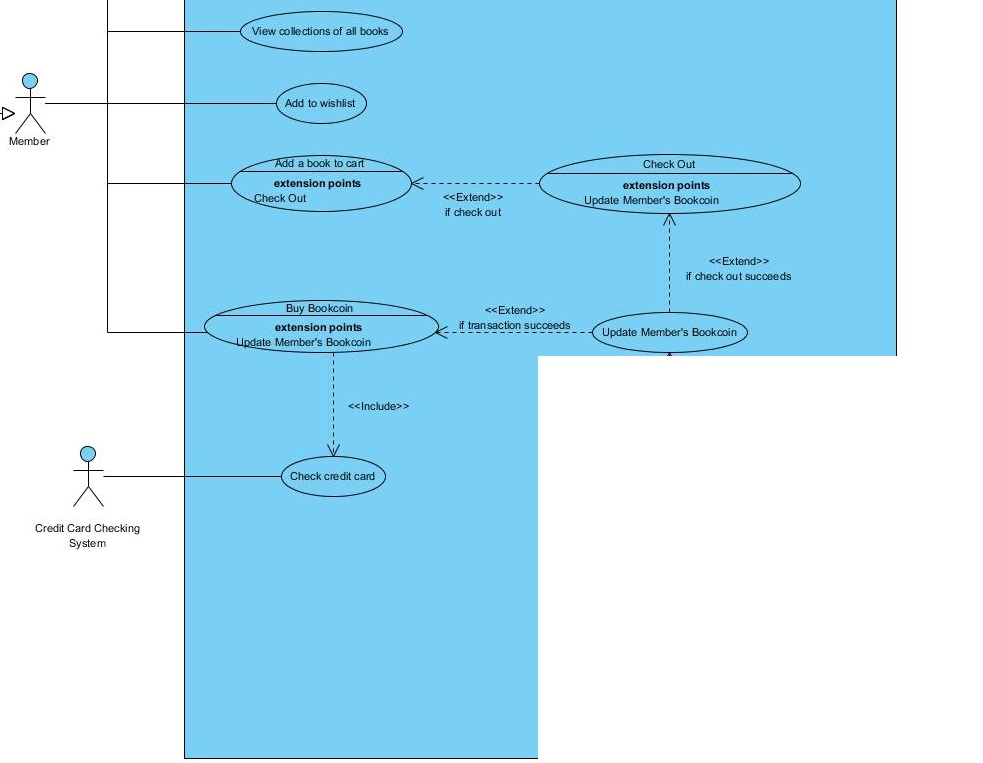 View collections of all books
Add to wishlist
Member
Add a book to cart
extension points
Check Out
<<Extend>>
if check out
Check Out
extension points
Update Member's Bookcoin
<<Extend>>
if check out succeeds
Buy Bookcoin
extension points
Update Member's Bookcoin
<<Extend>>
if transaction succeeds
Update Member's Bookcoin
<<Include>>
Check credit card
Credit Card Checking
System